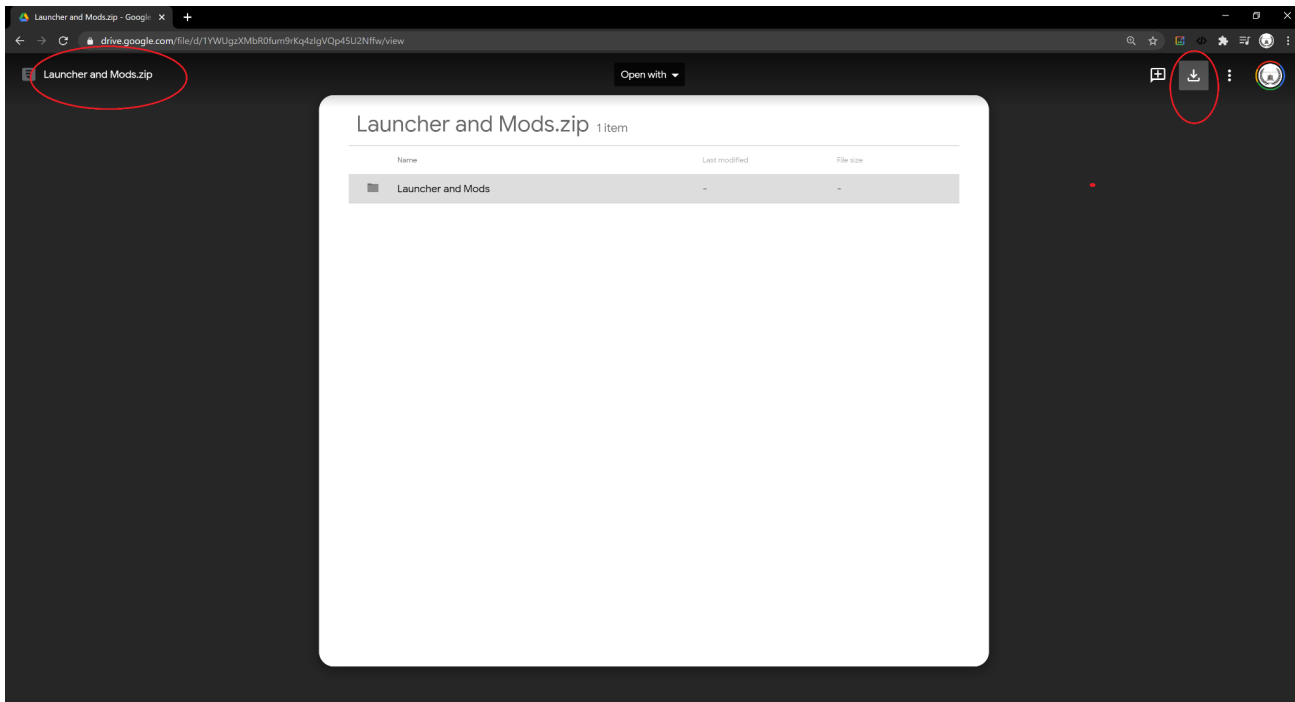 Launcher and Mods.zip - Google
drive.google.com/file/d/1YWUgzXMbR0fum9rKq4zIgVQp45U2Nffw/view
Launcher and Mods.zip
Open with
Launcher and Mods.zip 1 item
Name Last modified File size
Launcher and Mods - -